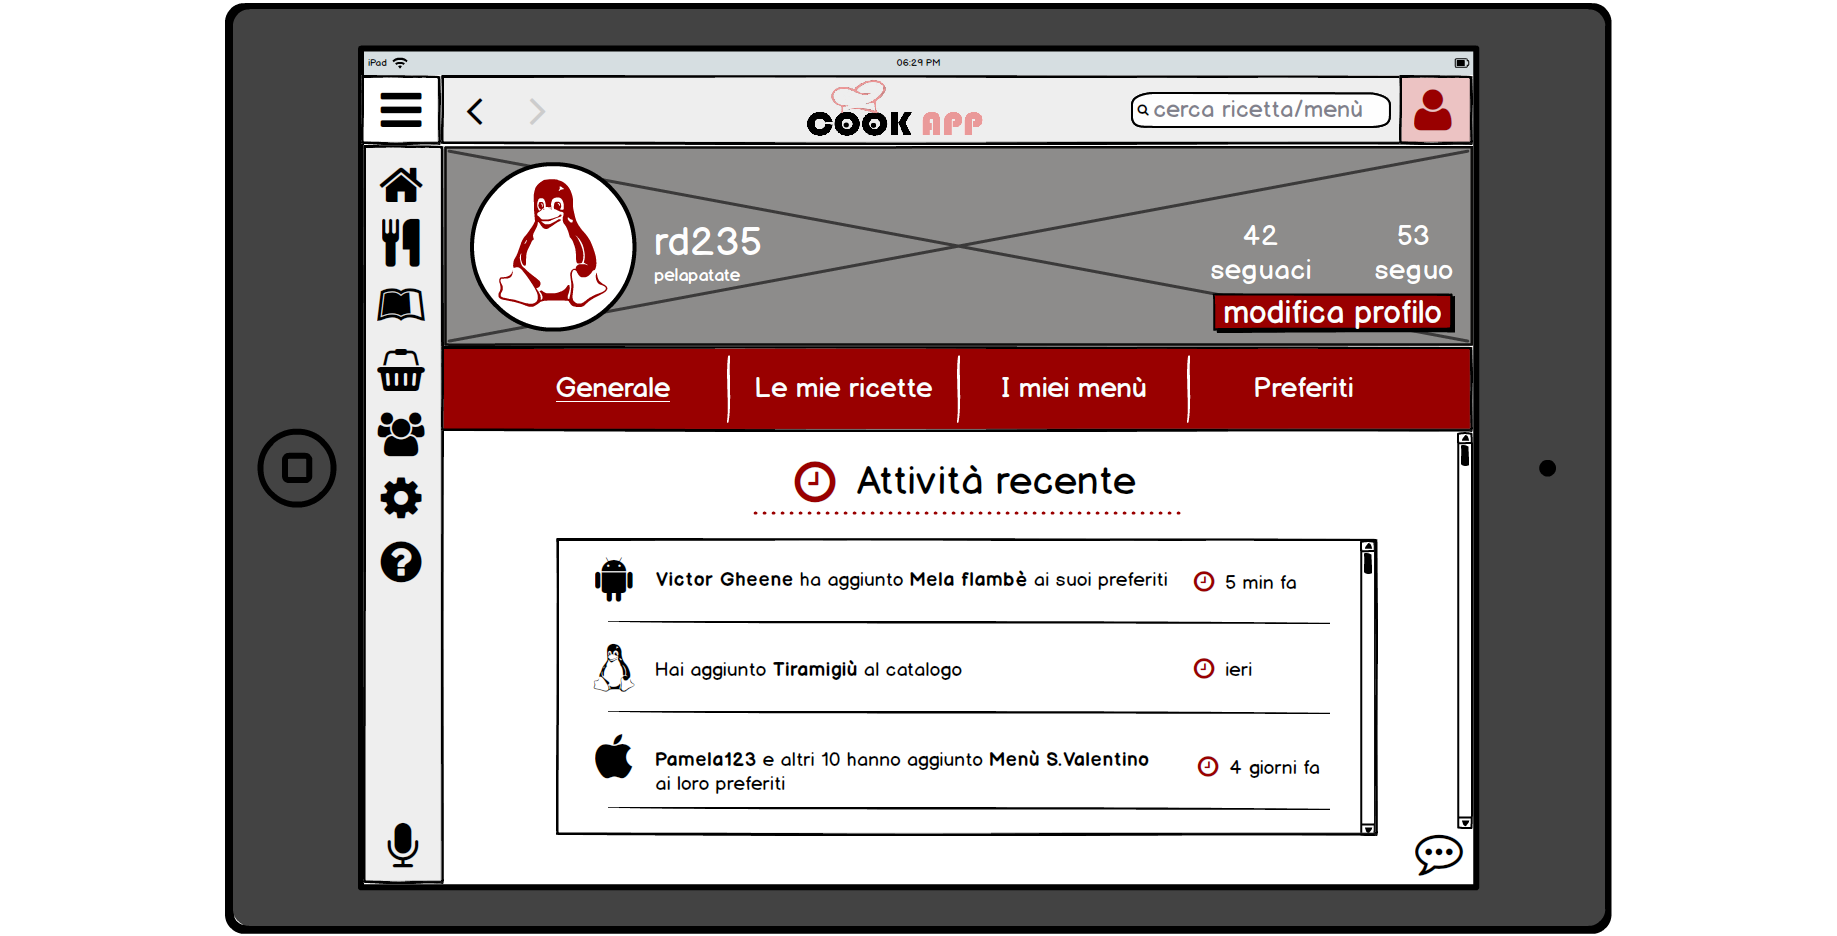 iPad
06:29 PM
COOK APP
cerca ricetta/menù
rd235
pelapatate
42
seguaci
53
seguo
modifica profilo
Generale
Le mie ricette
I miei menù
Preferiti
Attività recente
Victor Gheene ha aggiunto Mela flambè ai suoi preferiti
5 min fa
Hai aggiunto Tiramigiù al catalogo
ieri
Pamela123 e altri 10 hanno aggiunto Menù S.Valentino
ai loro preferiti
4 giorni fa